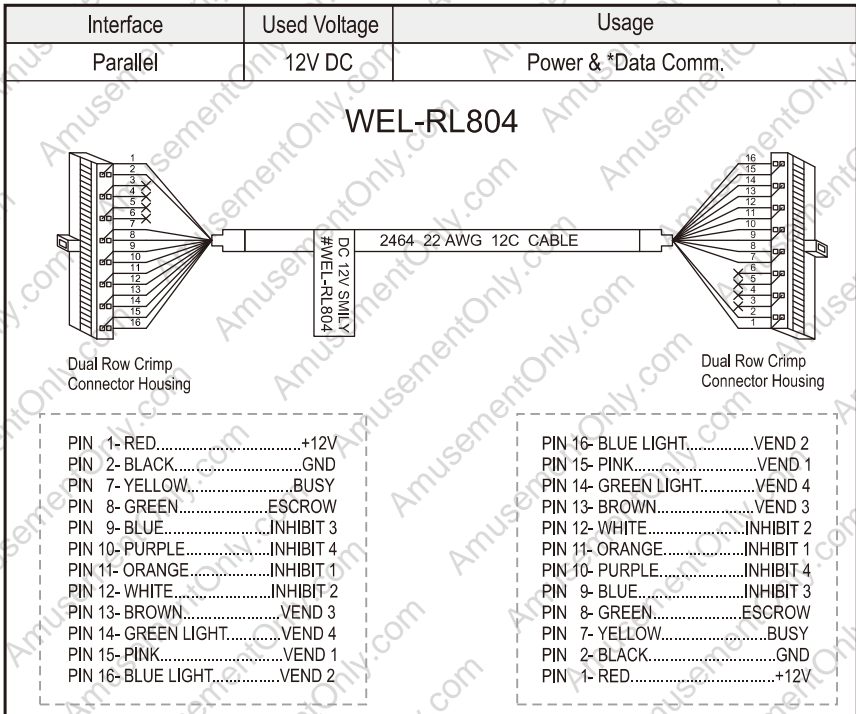 Interface Used Voltage Usage
Parallel 12V DC Power & *Data Comm.
WEL-RL804
1
2
3
4
5
6
7
8
9
10
11
12
13
14
15
16
2464 22 AWG 12C CABLE
DC 12V SMILY
#WEL-RL804
16
15
14
13
12
11
10
9
8
7
6
5
4
3
2
1
Dual Row Crimp
Connector Housing
Dual Row Crimp
Connector Housing
PIN 1- RED..............................+12V
PIN 2- BLACK...........................GND
PIN 7- YELLOW.......................BUSY
PIN 8- GREEN....................ESCROW
PIN 9- BLUE.......................INHIBIT 3
PIN 10- PURPLE..................INHIBIT 4
PIN 11- ORANGE..................INHIBIT 1
PIN 12- WHITE.....................INHIBIT 2
PIN 13- BROWN......................VEND 3
PIN 14- GREEN LIGHT............VEND 4
PIN 15- PINK...........................VEND 1
PIN 16- BLUE LIGHT...............VEND 2
PIN 16- BLUE LIGHT...............VEND 2
PIN 15- PINK...........................VEND 1
PIN 14- GREEN LIGHT............VEND 4
PIN 13- BROWN......................VEND 3
PIN 12- WHITE.....................INHIBIT 2
PIN 11- ORANGE..................INHIBIT 1
PIN 10- PURPLE..................INHIBIT 4
PIN 9- BLUE.......................INHIBIT 3
PIN 8- GREEN....................ESCROW
PIN 7- YELLOW.......................BUSY
PIN 2- BLACK...........................GND
PIN 1- RED..............................+12V
AmusementOnly.com